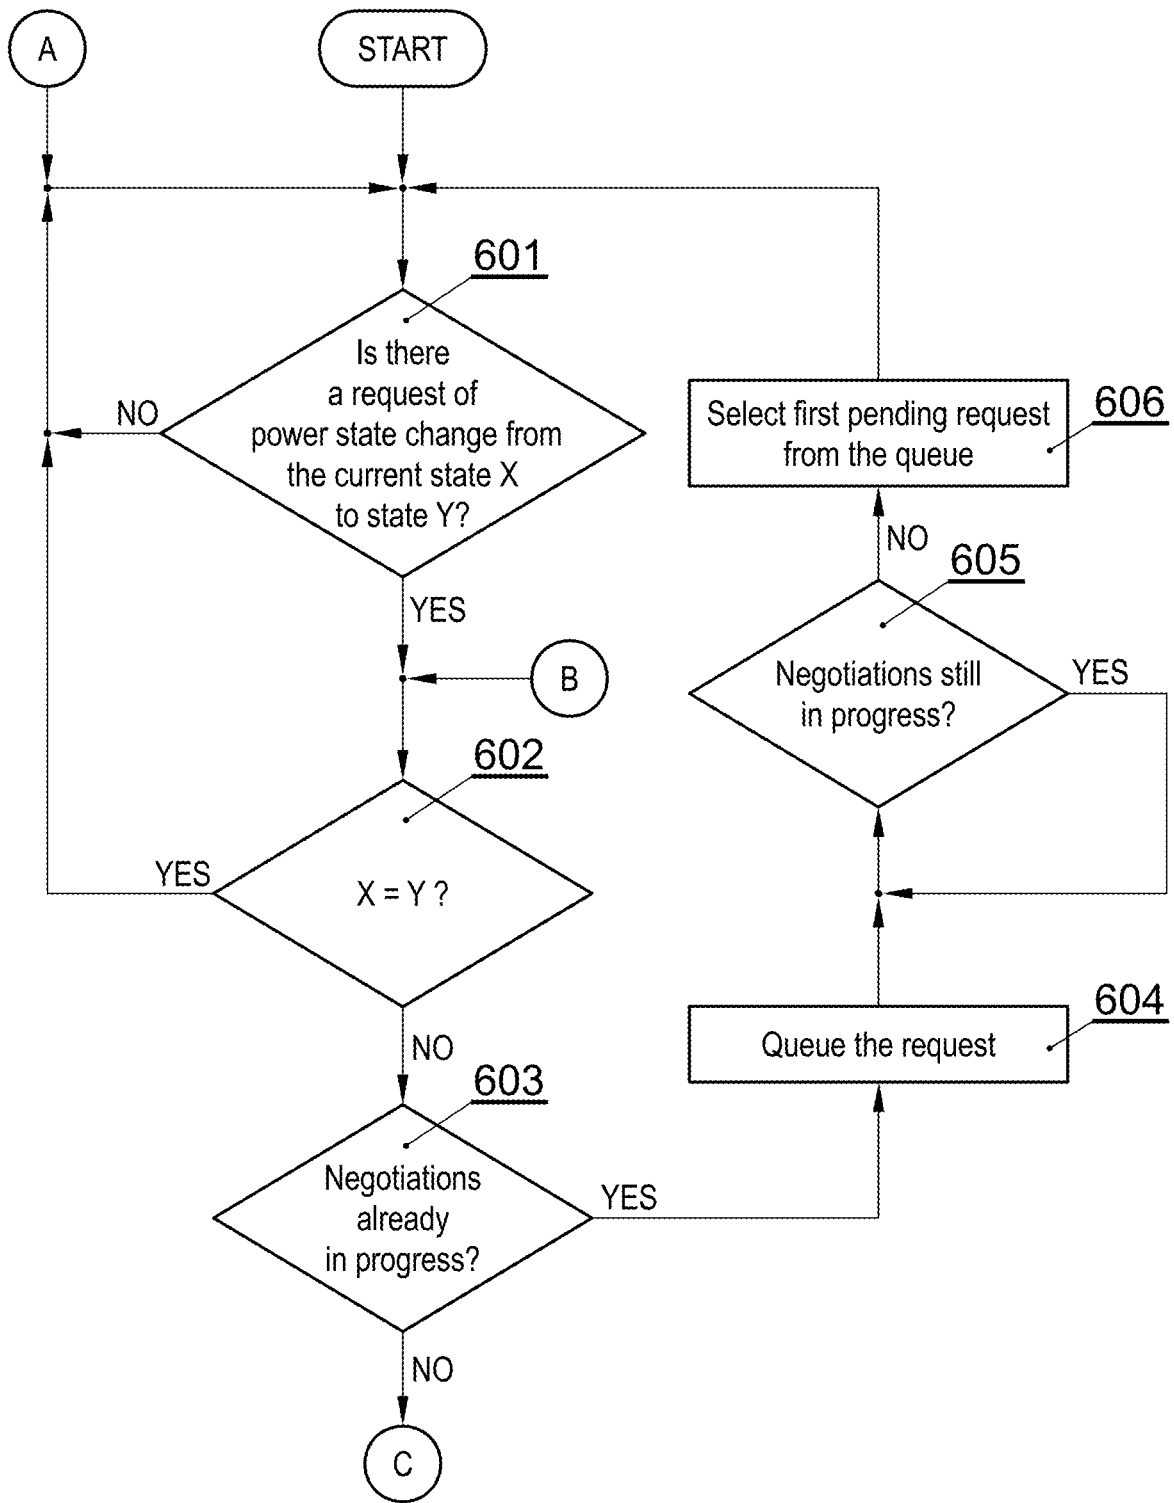 A
START
601
Is there
a request of
power state change from
the current state X
to state Y?
NO
YES
B
602
X = Y ?
YES
NO
603
Negotiations
already
in progress?
YES
NO
C
604
Queue the request
605
Negotiations still
in progress?
YES
NO
606
Select first pending request
from the queue